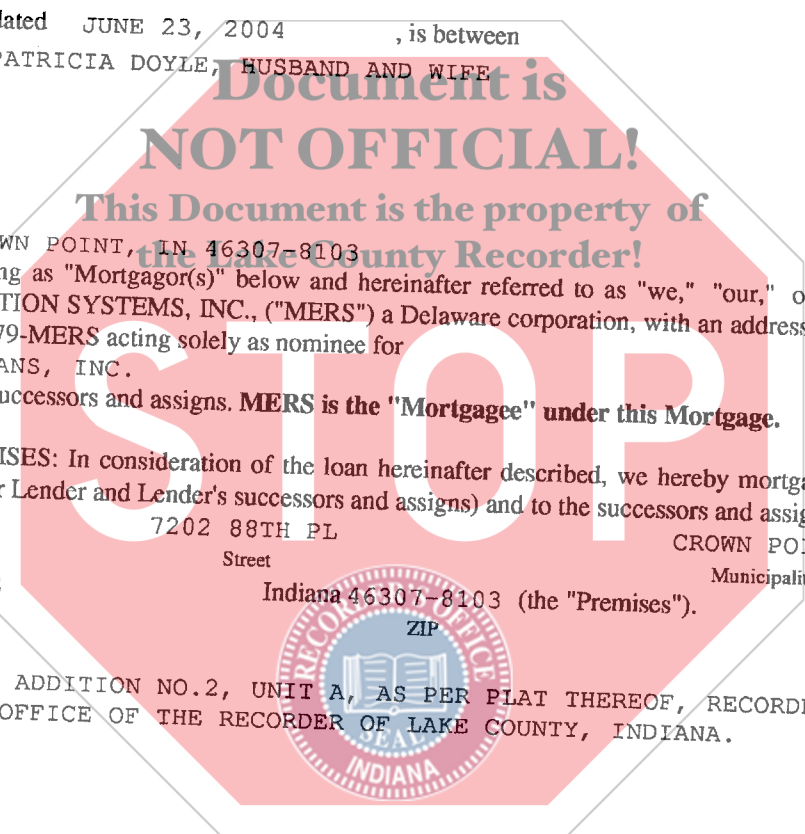 dated JUNE 23, 2004 , is between
PATRICIA DOYLE, HUSBAND AND WIFE
Document is
NOT OFFICIAL!
This Document is the property of
the Lake County Recorder!
WN POINT, IN 46307-8103
ng as "Mortgagor(s)" below and hereinafter referred to as "we," "our," o
TION SYSTEMS, INC., ("MERS") a Delaware corporation, with an address
79-MERS acting solely as nominee for
ANS, INC.
uccessors and assigns. MERS is the "Mortgagee" under this Mortgage.
STOP
ISES: In consideration of the loan hereinafter described, we hereby mortga
r Lender and Lender's successors and assigns) and to the successors and assig
7202 88TH PL CROWN POI
Street Municipalit
Indiana 46307-8103 (the "Premises").
ZIP
ADDITION NO.2, UNIT A, AS PER PLAT THEREOF, RECORDE
OFFICE OF THE RECORDER OF LAKE COUNTY, INDIANA.
RECORDER'S OFFICE
SEAL
INDIANA